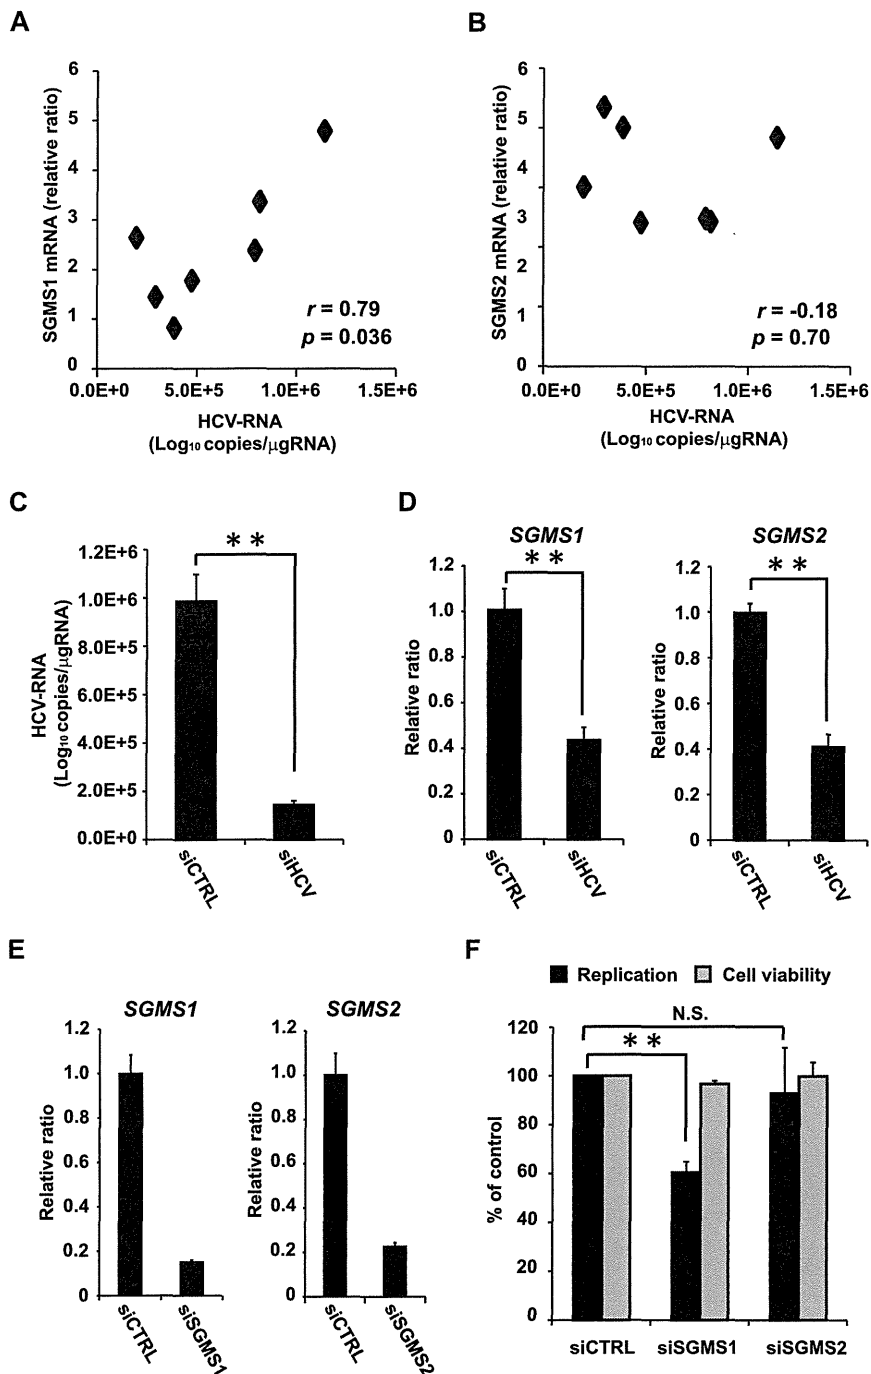 A
SGMS1 mRNA (relative ratio)
6
5
4
3
2
1
0
0.0E+0 5.0E+5 1.0E+6 1.5E+6
r = 0.79
p = 0.036
HCV-RNA
(Log10 copies/μgRNA)
B
SGMS2 mRNA (relative ratio)
6
5
4
3
2
1
0
0.0E+0 5.0E+5 1.0E+6 1.5E+6
r = -0.18
p = 0.70
HCV-RNA
(Log10 copies/μgRNA)
C
HCV-RNA
(Log10 copies/μgRNA)
1.2E+6
1.0E+6
8.0E+5
6.0E+5
4.0E+5
2.0E+5
0.0E+0
**
siCTRL siHCV
D
SGMS1
Relative ratio
1.2
1.0
0.8
0.6
0.4
0.2
0
**
siCTRL siHCV
SGMS2
Relative ratio
1.2
1.0
0.8
0.6
0.4
0.2
0
**
siCTRL siHCV
E
SGMS1
Relative ratio
1.2
1.0
0.8
0.6
0.4
0.2
0
siCTRL siSGMS1
SGMS2
Relative ratio
1.2
1.0
0.8
0.6
0.4
0.2
0
siCTRL siSGMS2
F
Replication Cell viability
N.S.
**
% of control
120
100
80
60
40
20
0
siCTRL siSGMS1 siSGMS2